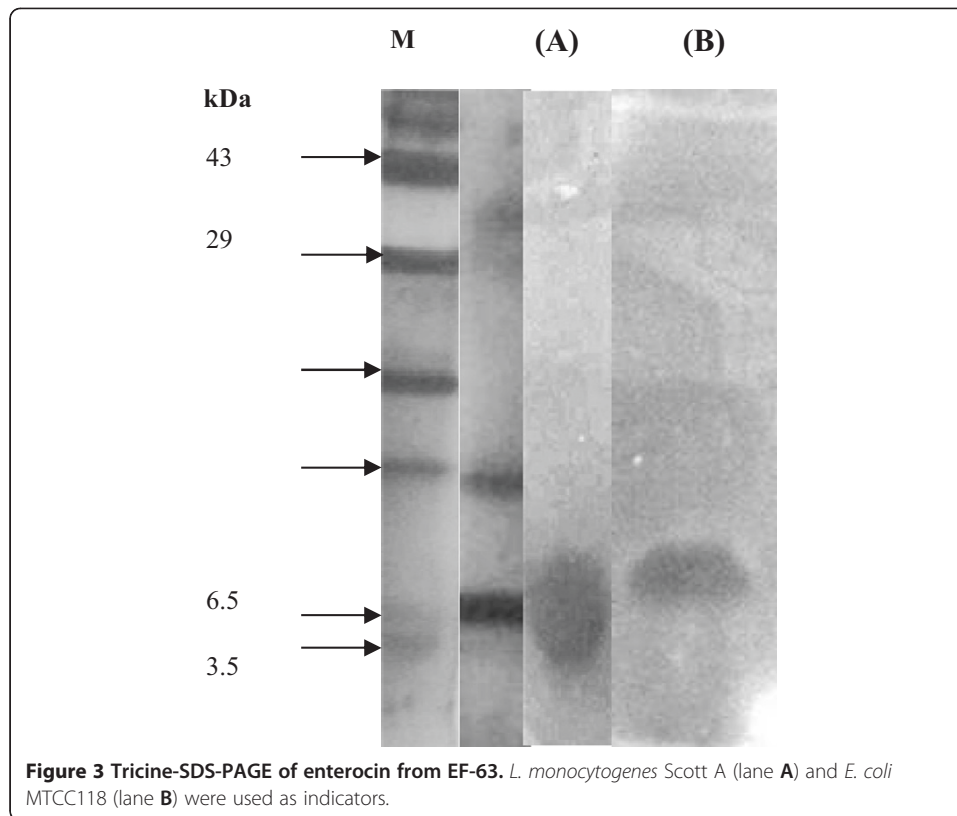 M (A) (B)
kDa
43
29
6.5
3.5
Figure 3 Tricine-SDS-PAGE of enterocin from EF-63. L. monocytogenes Scott A (lane A) and E. coli
MTCC118 (lane B) were used as indicators.